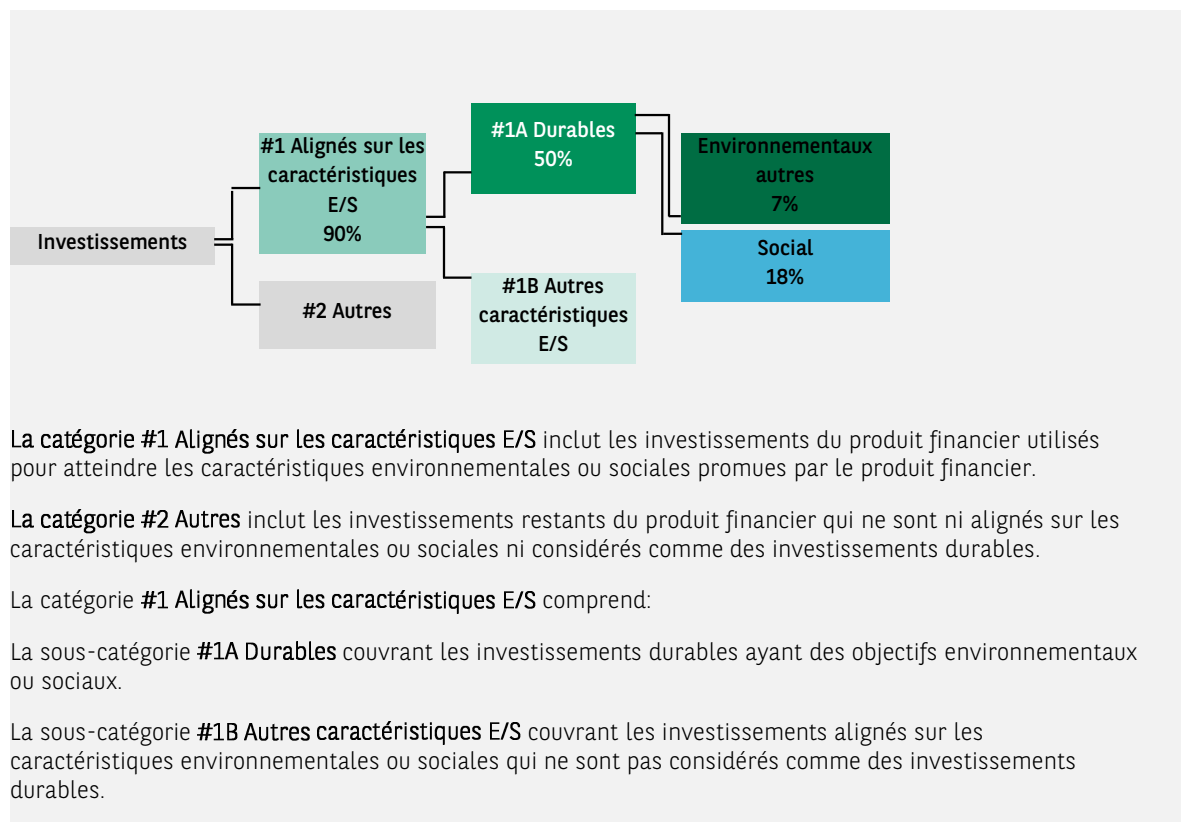 #1 Alignés sur les
caractéristiques
E/S
90%
#1A Durables
50%
Environnementaux
autres
7%
Investissements
Social
18%
#2 Autres
#1B Autres
caractéristiques
E/S
La catégorie #1 Alignés sur les caractéristiques E/S inclut les investissements du produit financier utilisés
pour atteindre les caractéristiques environnementales ou sociales promues par le produit financier.
La catégorie #2 Autres inclut les investissements restants du produit financier qui ne sont ni alignés sur les
caractéristiques environnementales ou sociales ni considérés comme des investissements durables.
La catégorie #1 Alignés sur les caractéristiques E/S comprend:
La sous-catégorie #1A Durables couvrant les investissements durables ayant des objectifs environnementaux
ou sociaux.
La sous-catégorie #1B Autres caractéristiques E/S couvrant les investissements alignés sur les
caractéristiques environnementales ou sociales qui ne sont pas considérés comme des investissements
durables.